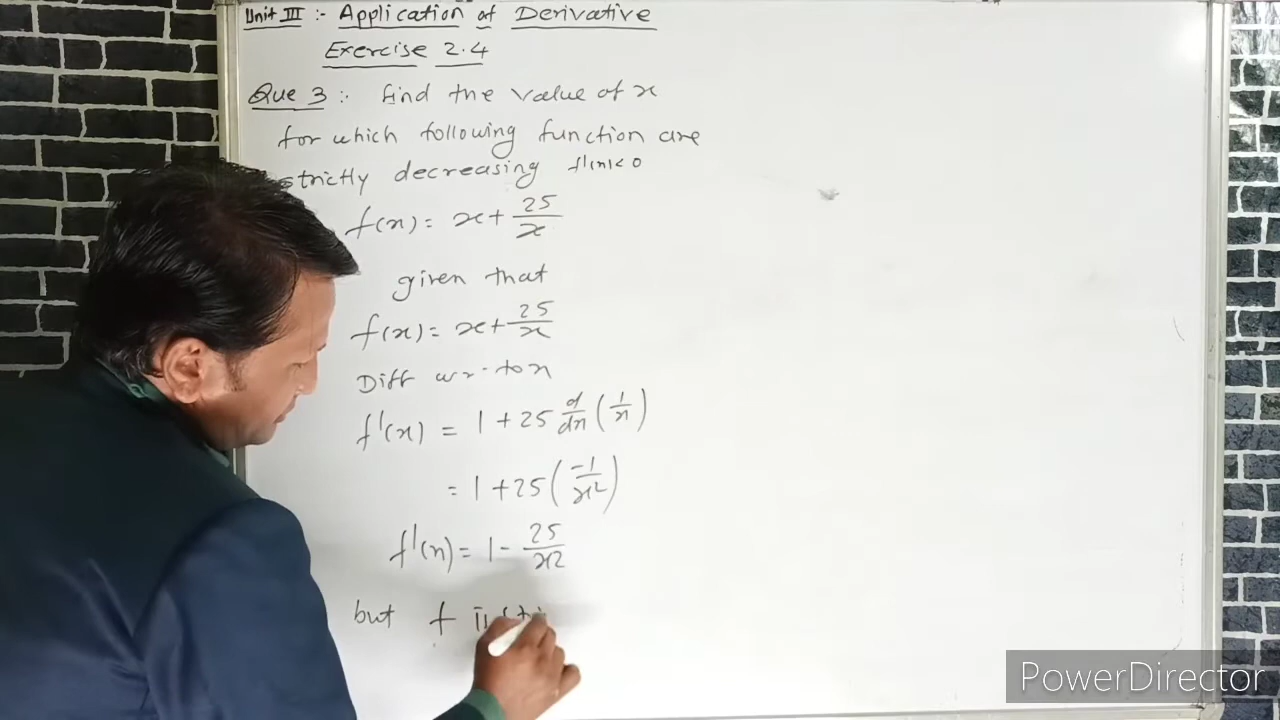 Unit III :- Application of Derivative
Exercise 2.4
Que 3 :- Find the value of x
for which following function are
strictly decreasing f'(x)<0
f(x) = x + 25/x
given that
f(x) = x + 25/x
Diff w.r. to x
f'(x) = 1 + 25 d/dx (1/x)
= 1 + 25 (-1/x²)
f'(x) = 1 - 25/x²
but f
PowerDirector